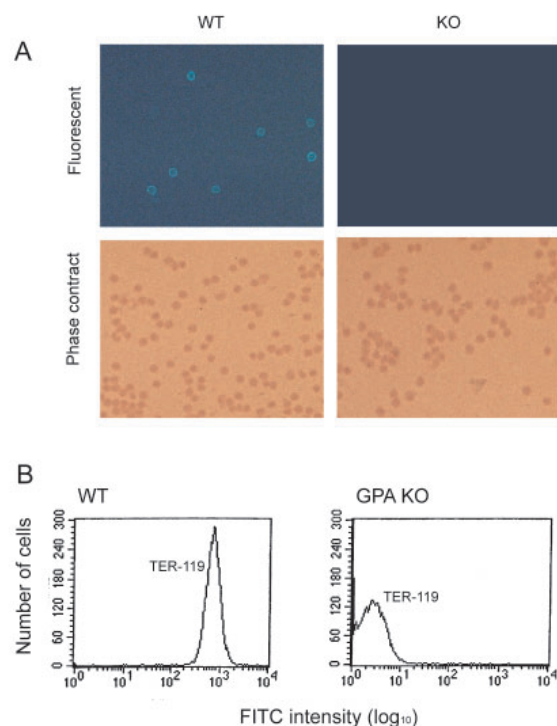 WT KO
A
Fluorescent
Phase contract
B
WT GPA KO
Number of cells
300 300
240 240
180 180
120 120
60 60
0 0
TER-119 TER-119
10⁰ 10¹ 10² 10³ 10⁴ 10⁰ 10¹ 10² 10³ 10⁴
FITC intensity (log₁₀)